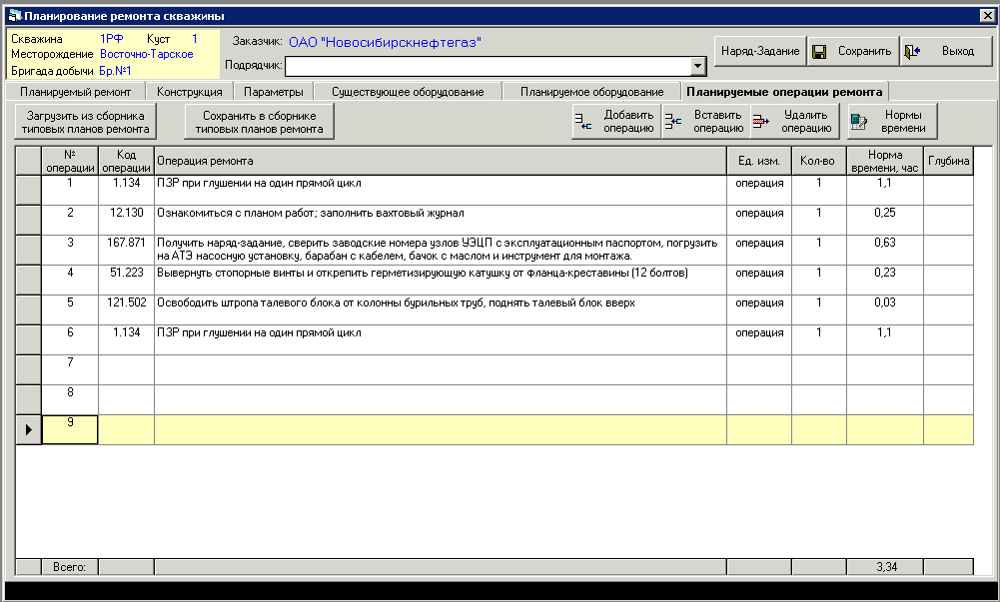 Планирование ремонта скважины
Скважина 1РФ Куст 1
Месторождение Восточно-Тарское
Бригада добычи Бр.№1
Заказчик: ОАО "Новосибирскнефтегаз"
Подрядчик:
Наряд-Задание Сохранить Выход
Планируемый ремонт Конструкция Параметры Существующее оборудование Планируемое оборудование Планируемые операции ремонта
Загрузить из сборника
типовых планов ремонта
Сохранить в сборнике
типовых планов ремонта
Добавить
операцию
Вставить
операцию
Удалить
операцию
Нормы
времени
№
операции
Код
операции
Операция ремонта
Ед. изм.
Кол-во
Норма
времени, час
Глубина
1 1.134 ПЗР при глушении на один прямой цикл операция 1 1,1
2 12.130 Ознакомиться с планом работ; заполнить вахтовый журнал операция 1 0,25
3 167.871 Получить наряд-задание, сверить заводские номера узлов УЭЦП с эксплуатационным паспортом, погрузить операция 1 0,63
на АТЭ насосную установку, барабан с кабелем, бачок с маслом и инструмент для монтажа.
4 51.223 Вывернуть стопорные винты и открепить герметизирующую катушку от фланца-креставины (12 болтов) операция 1 0,23
5 121.502 Освободить штропа талевого блока от колонны бурильных труб, поднять талевый блок вверх операция 1 0,03
6 1.134 ПЗР при глушении на один прямой цикл операция 1 1,1
7
8
9
Всего: 3,34